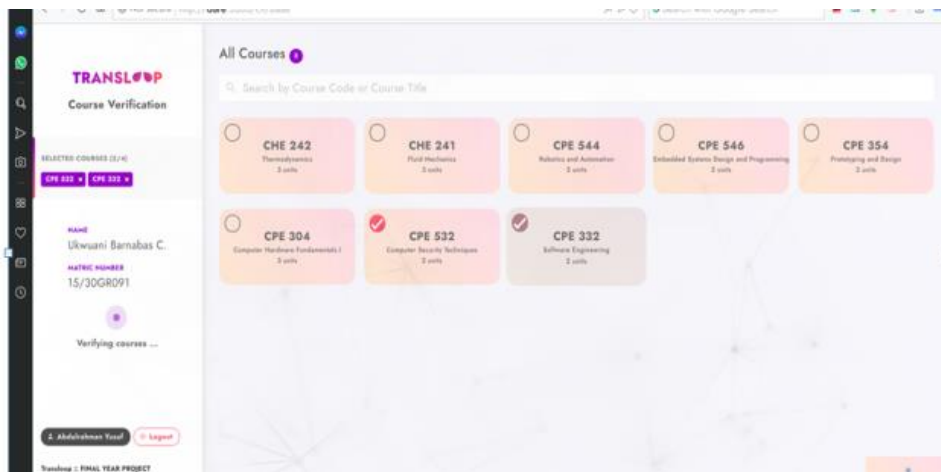 All Courses
TRANSLOOP
Course Verification
Search by Course Code or Course Title
SELECTED COURSES (2/4)
CPE 532 x CPE 332 x
CHE 242
Thermodynamics
3 units
CHE 241
Fluid Mechanics
3 units
CPE 544
Robotics and Automation
2 units
CPE 546
Embedded Systems Design and Programming
2 units
CPE 354
Prototyping and Design
2 units
CPE 304
Computer Hardware Fundamentals I
3 units
CPE 532
Computer Security Techniques
2 units
CPE 332
Software Engineering
2 units
NAME
Ukwuani Barnabas C.
MATRIC NUMBER
15/30GR091
Verifying courses ...
Abdulrahman Yusuf
Logout
Transloop :: FINAL YEAR PROJECT